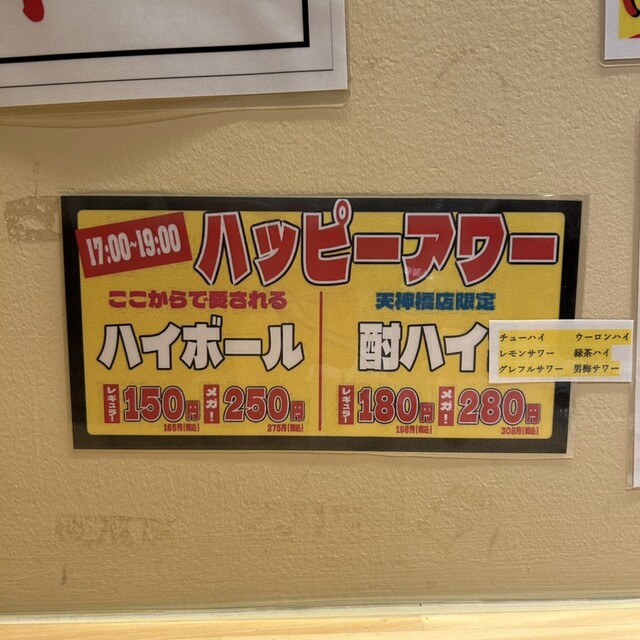 17:00~19:00
ハッピーアワー
ここからで愛される
ハイボール
レギュラー 150円 メガ! 250円
165円(税込) 275円(税込)
天神橋店限定
酎ハイ
レギュラー 180円 メガ! 280円
198円(税込) 308円(税込)
チューハイ ウーロンハイ
レモンサワー 緑茶ハイ
グレフルサワー 男梅サワー